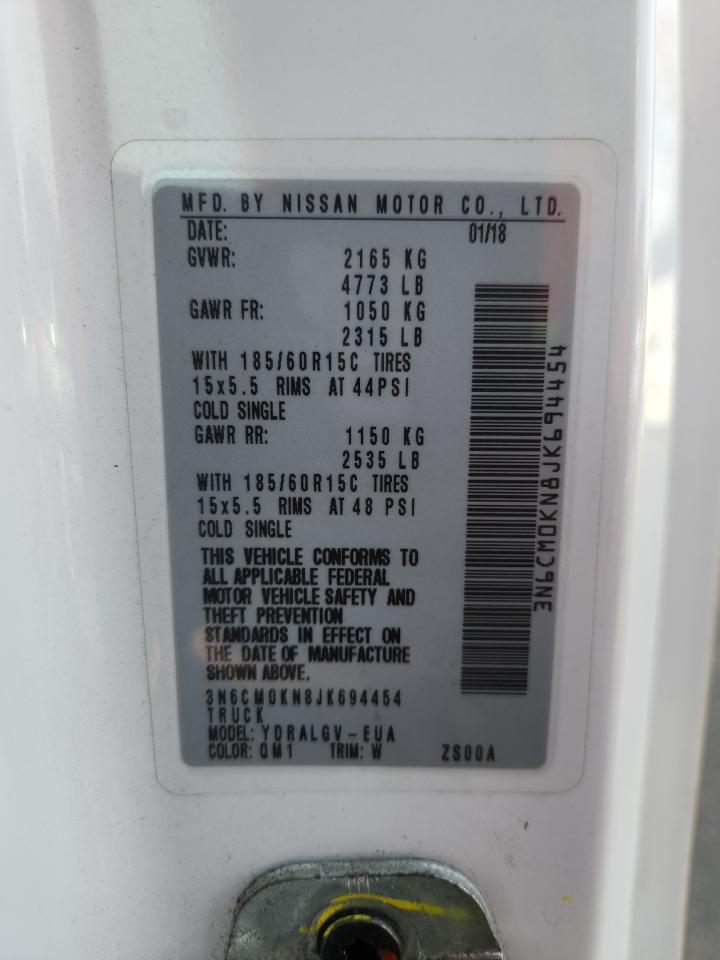 MFD. BY NISSAN MOTOR CO., LTD.
DATE: 01/18
GVWR: 2165 KG
4773 LB
GAWR FR: 1050 KG
2315 LB
WITH 185/60R15C TIRES
15x5.5 RIMS AT 44PSI
COLD SINGLE
GAWR RR: 1150 KG
2535 LB
WITH 185/60R15C TIRES
15x5.5 RIMS AT 48 PSI
COLD SINGLE
THIS VEHICLE CONFORMS TO
ALL APPLICABLE FEDERAL
MOTOR VEHICLE SAFETY AND
THEFT PREVENTION
STANDARDS IN EFFECT ON
THE DATE OF MANUFACTURE
SHOWN ABOVE.
3N6CM0KN8JK694454
TRUCK
MODEL: YDRALGV-EUA
COLOR: QM1 TRIM: W ZS00A
3N6CM0KN8JK694454